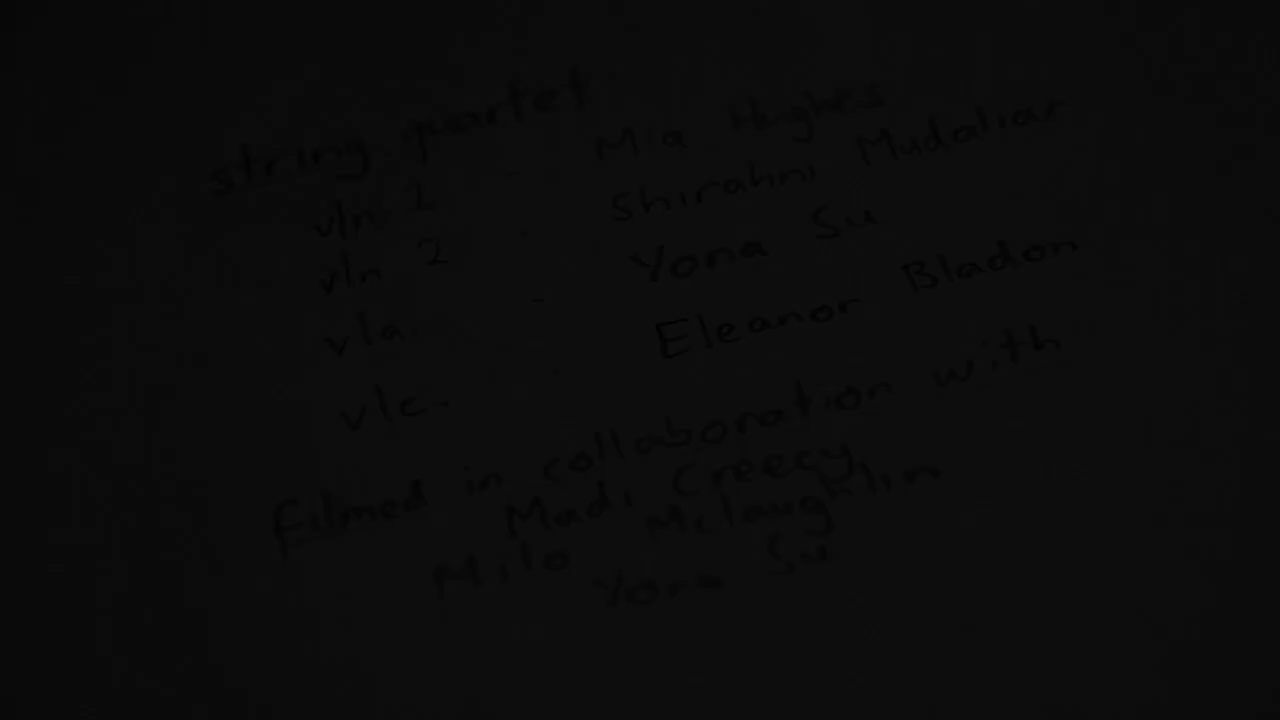 string quartet
vln 1 - Mia Hughes
vln 2 - Shirahni Mudaliar
vla. - Yona Su
vlc. - Eleanor Bladon
filmed in collaboration with
Madi Creecy
Milo Mclaughlin
Yona Su